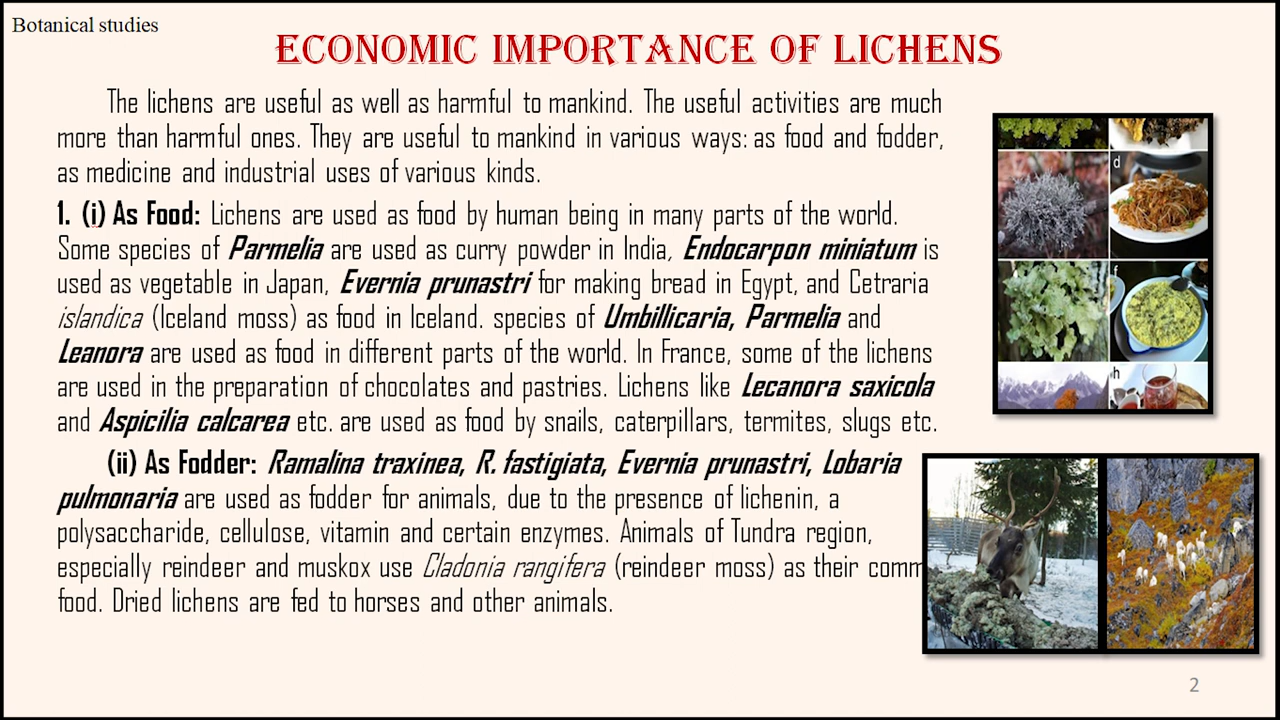 Botanical studies
ECONOMIC IMPORTANCE OF LICHENS
The lichens are useful as well as harmful to mankind. The useful activities are much
more than harmful ones. They are useful to mankind in various ways: as food and fodder,
as medicine and industrial uses of various kinds.
1. (i) As Food: Lichens are used as food by human being in many parts of the world.
Some species of Parmelia are used as curry powder in India, Endocarpon miniatum is
used as vegetable in Japan, Evernia prunastri for making bread in Egypt, and Cetraria
islandica (Iceland moss) as food in Iceland. species of Umbillicaria, Parmelia and
Leanora are used as food in different parts of the world. In France, some of the lichens
are used in the preparation of chocolates and pastries. Lichens like Lecanora saxicola
and Aspicilia calcarea etc. are used as food by snails, caterpillars, termites, slugs etc.
(ii) As Fodder: Ramalina traxinea, R. fastigiata, Evernia prunastri, Lobaria
pulmonaria are used as fodder for animals, due to the presence of lichenin, a
polysaccharide, cellulose, vitamin and certain enzymes. Animals of Tundra region,
especially reindeer and muskox use Cladonia rangifera (reindeer moss) as their comm
food. Dried lichens are fed to horses and other animals.
d
f
h
2